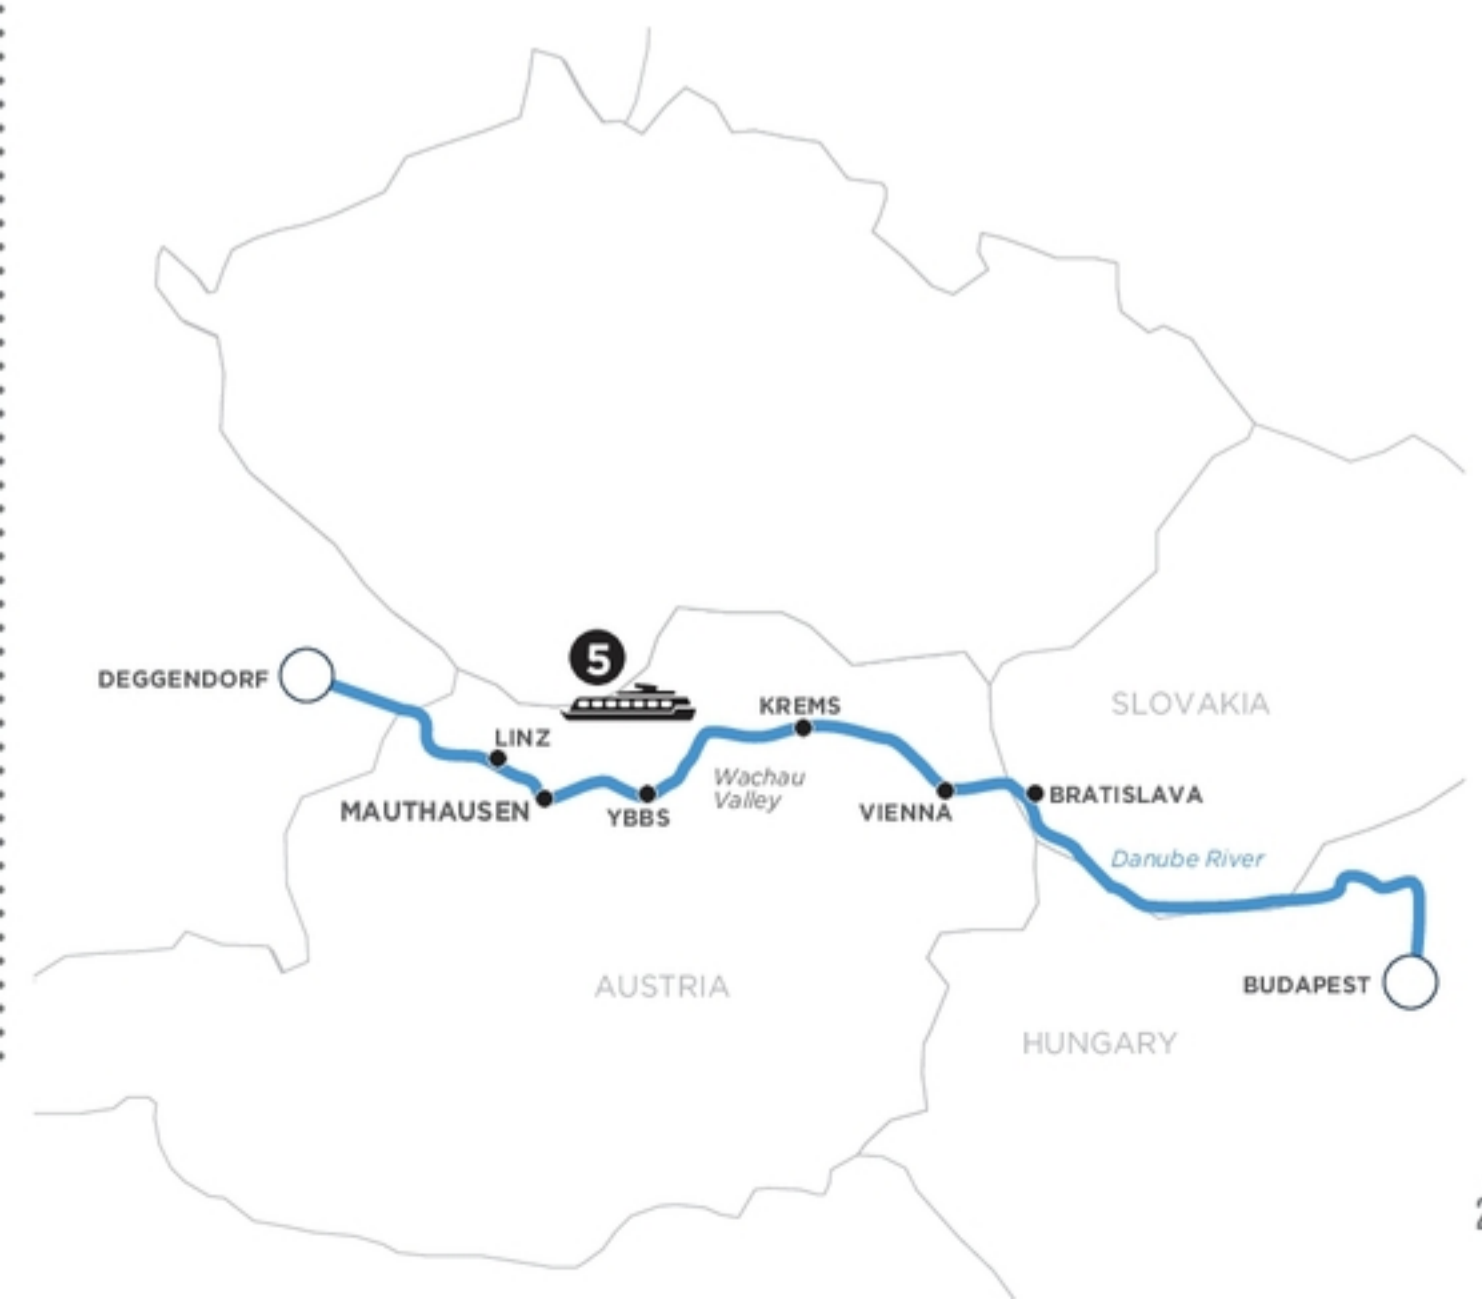 5
DEGGENDORF
KREMS
SLOVAKIA
LINZ
Wachau
Valley
MAUTHAUSEN
YBBS
VIENNA
BRATISLAVA
Danube River
AUSTRIA
BUDAPEST
HUNGARY